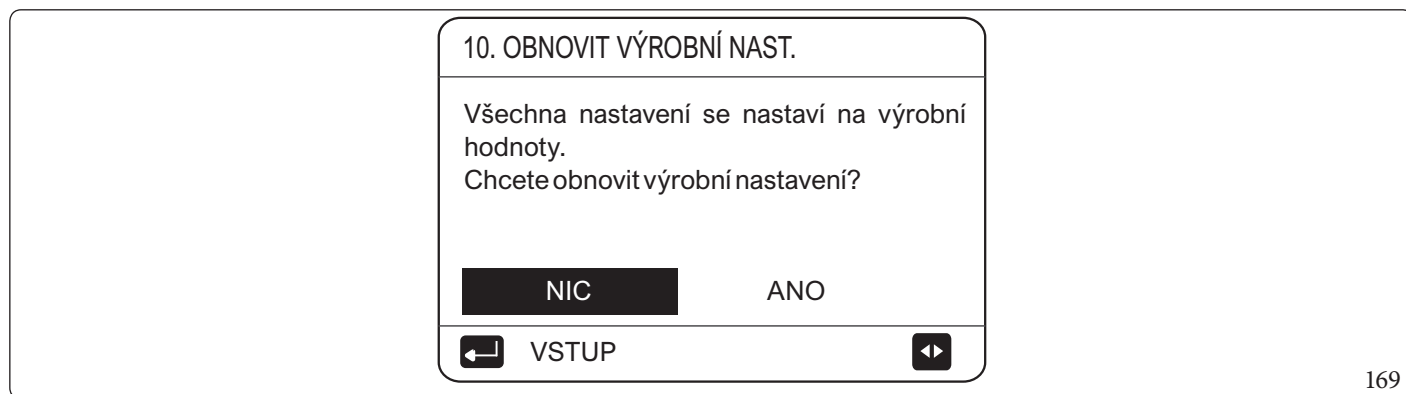 10. OBNOVIT VÝROBNÍ NAST.
Všechna nastavení se nastaví na výrobní
hodnoty.
Chcete obnovit výrobní nastavení?
NIC ANO
VSTUP
169